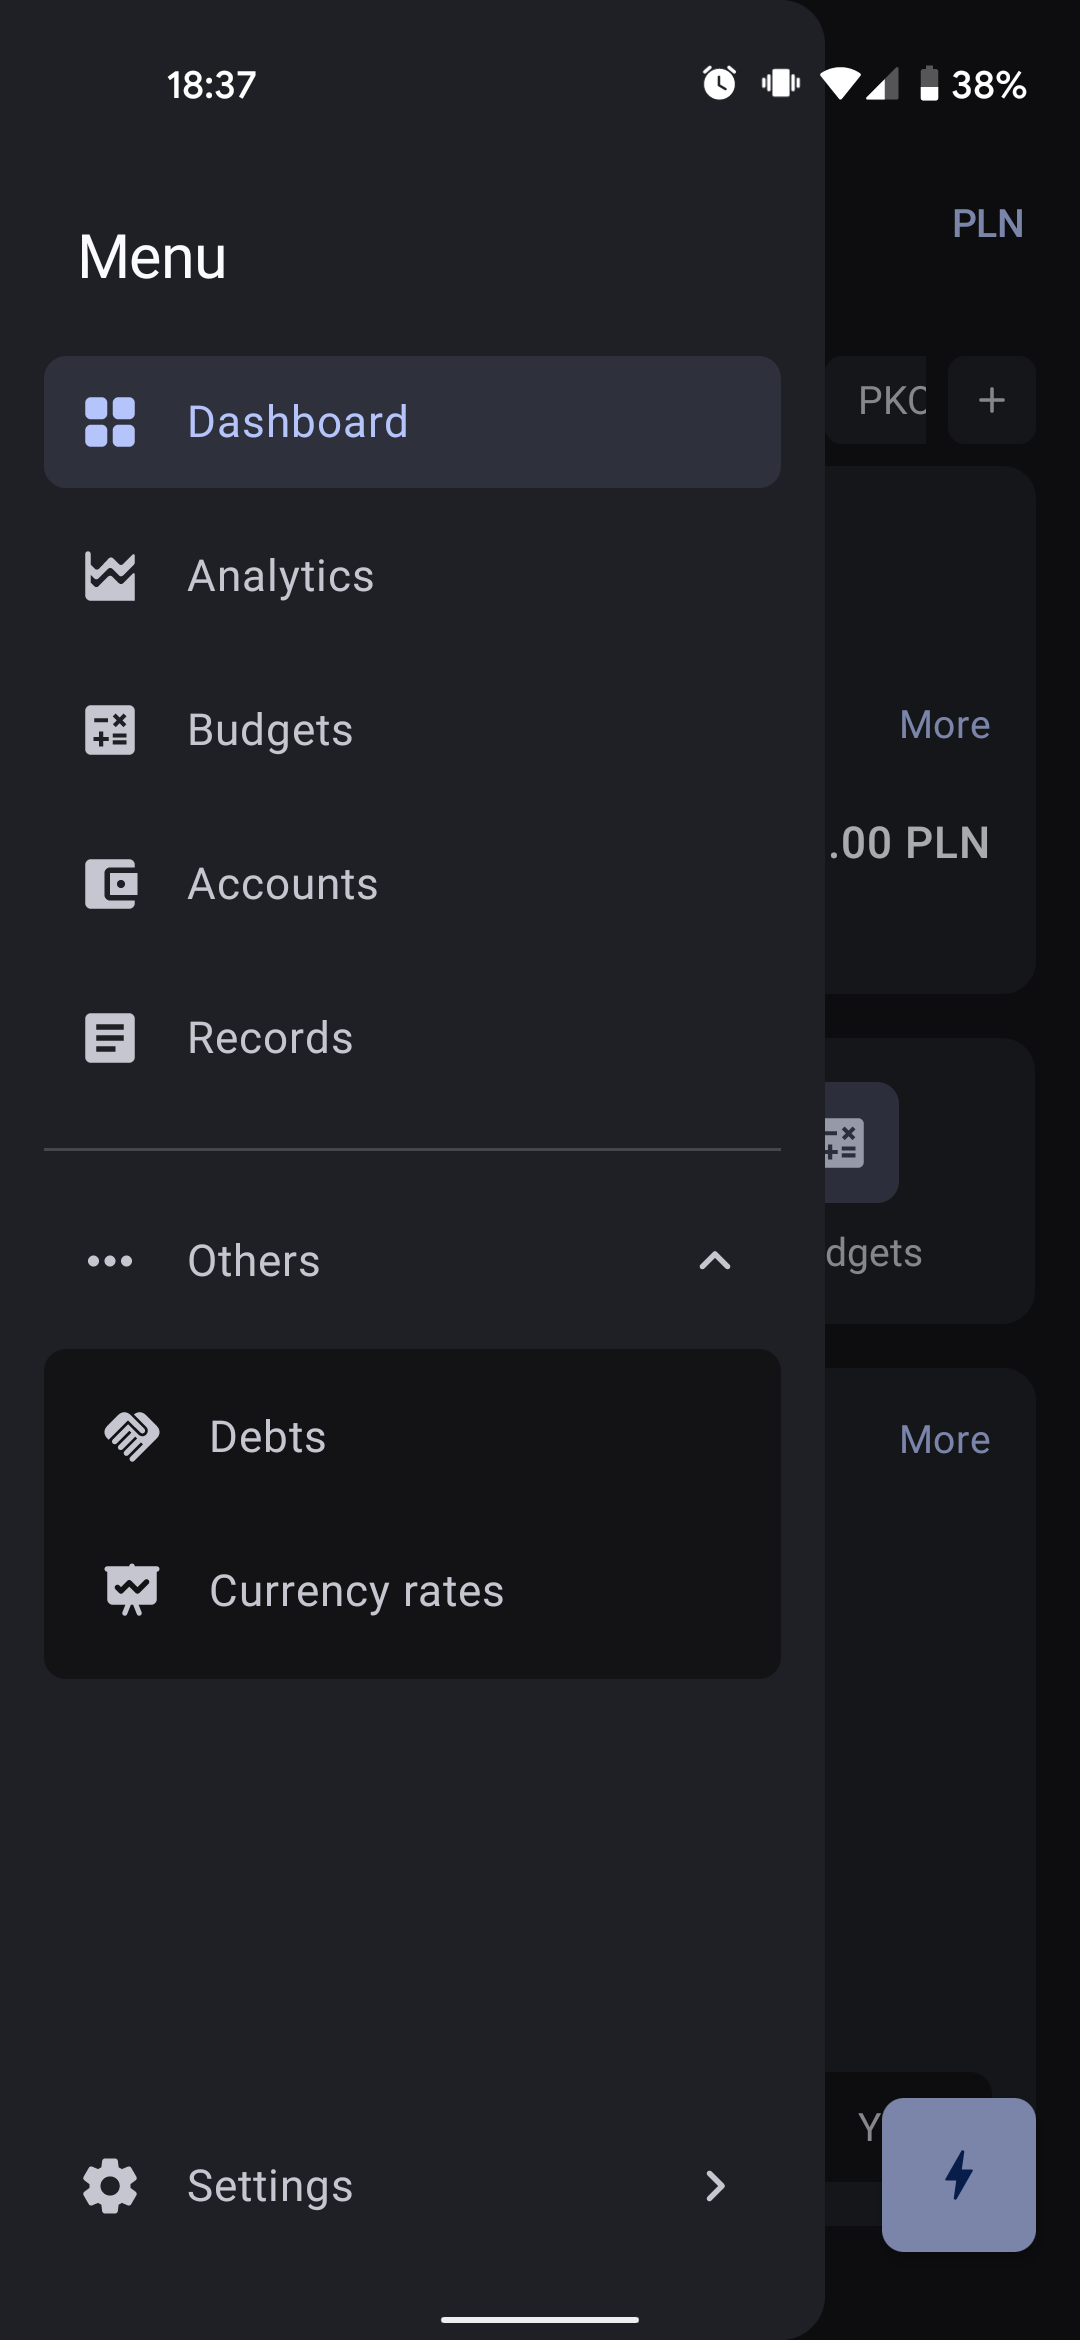 18:37
38%
Menu
PLN
Dashboard
PKO
+
Analytics
Budgets
More
.00 PLN
Accounts
Records
Others
dgets
Debts
More
Currency rates
Y
Settings